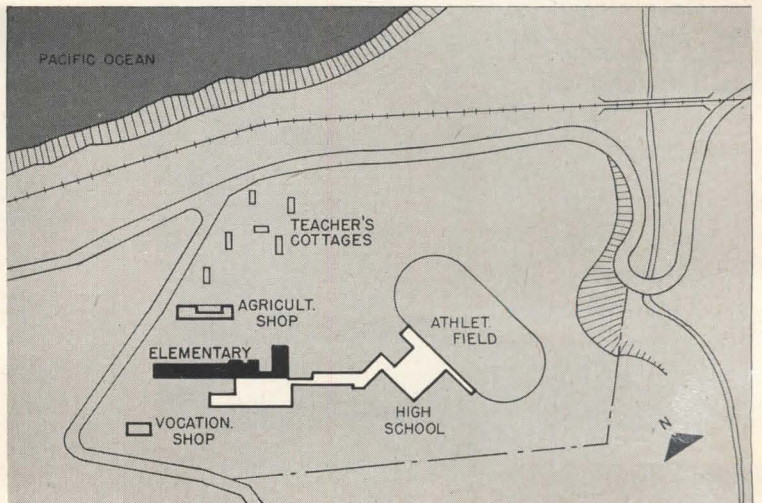 PACIFIC OCEAN
TEACHER'S
COTTAGES
AGRICULT.
SHOP
ATHLET.
FIELD
ELEMENTARY
HIGH
SCHOOL
VOCATION.
SHOP
N